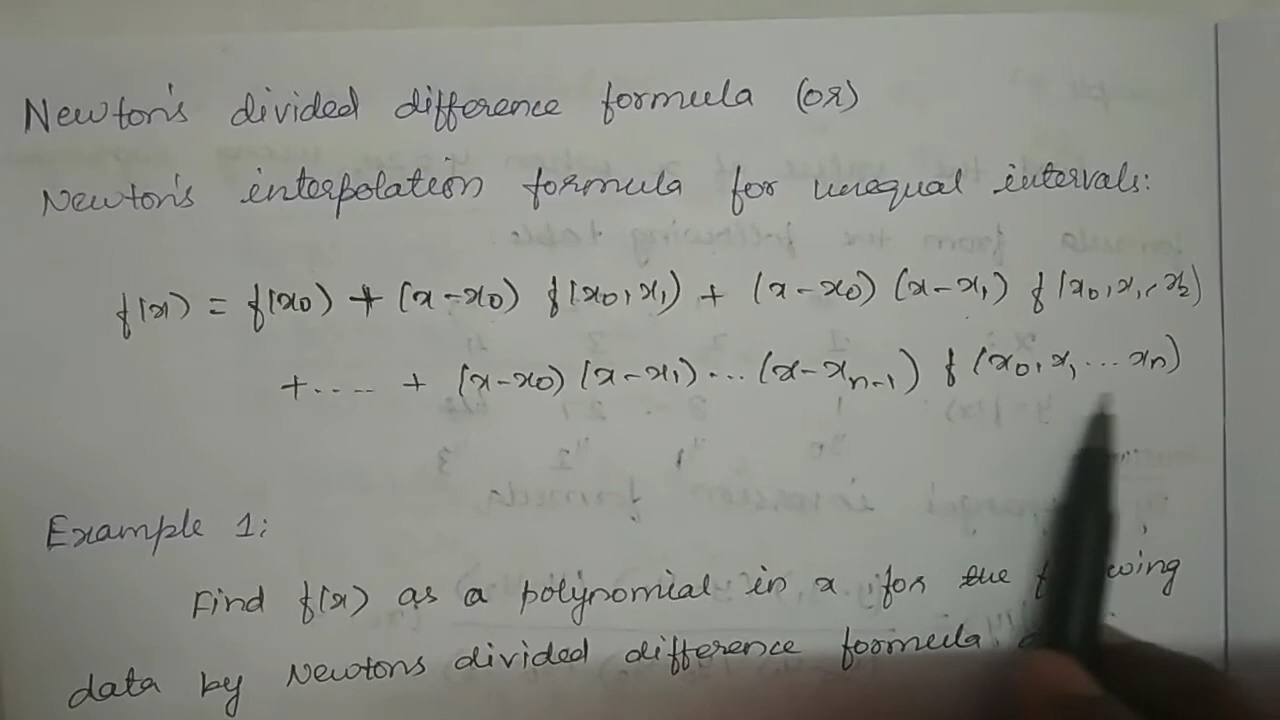 Newton's divided difference formula (or)
Newton's interpolation formula for unequal intervals:
f(x) = f(x0) + (x-x0) f(x0,x1) + (x-x0) (x-x1) f(x0,x1,x2)
+..... + (x-x0) (x-x1)... (x-xn-1) f(x0,x1...xn)
Example 1:
Find f(x) as a polynomial in x for the
data by Newtons divided difference formula